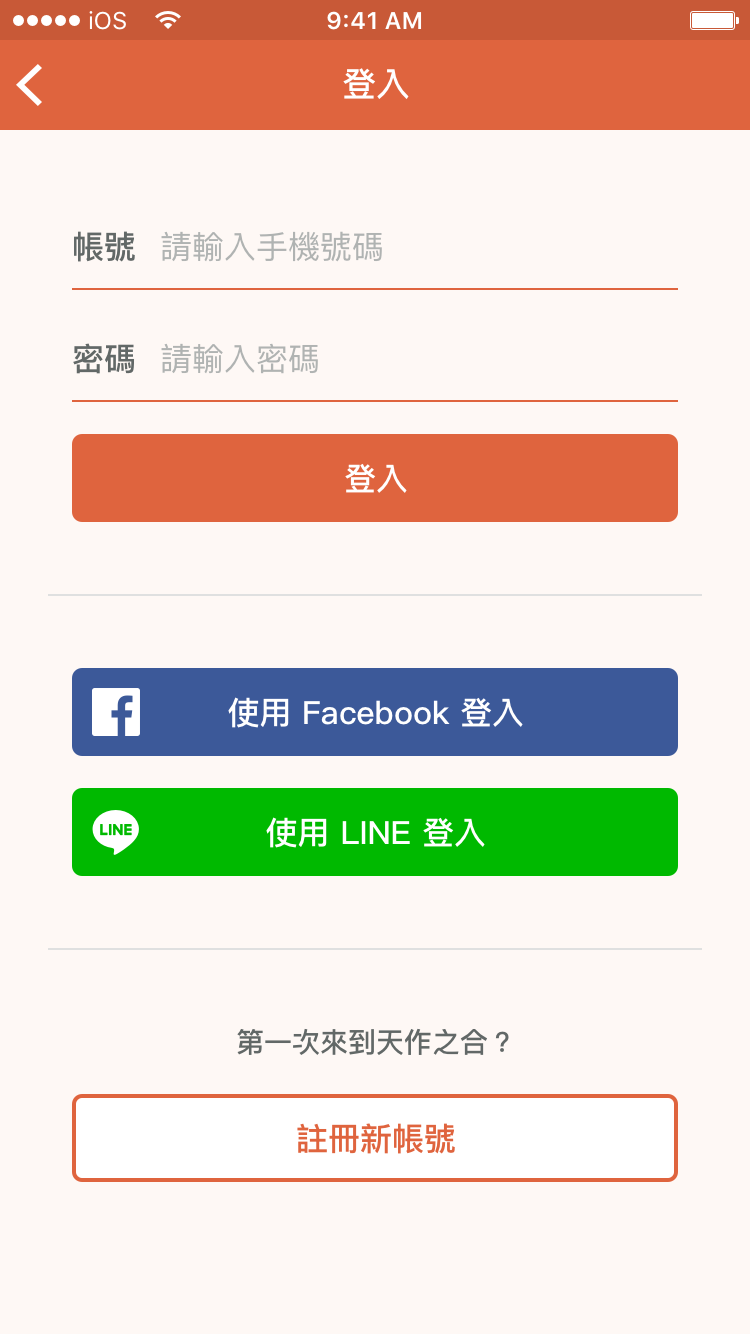 iOS 9:41 AM
登入
帳號 請輸入手機號碼
密碼 請輸入密碼
登入
使用 Facebook 登入
LINE 使用 LINE 登入
第一次來到天作之合？
註冊新帳號